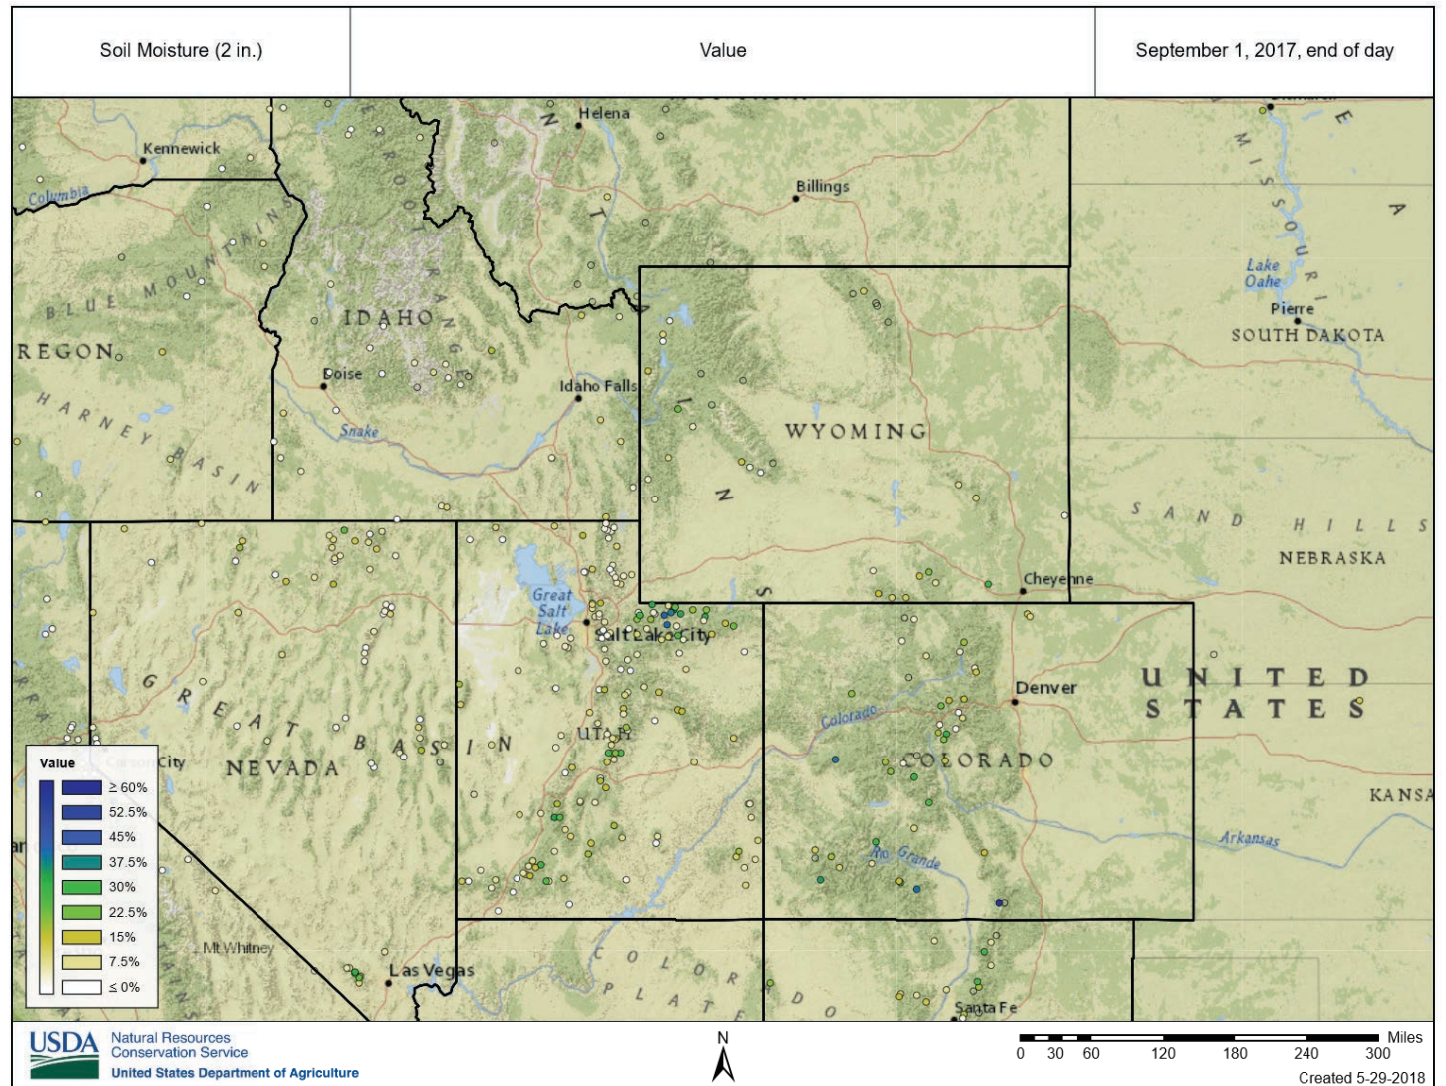 Soil Moisture (2 in.)
Value
September 1, 2017, end of day
Helena
Kennewick
Columbia
Billings
BLUE MOUNTAINS
MISSOURI
Lake
Oahe
Pierre
SOUTH DAKOTA
IDAHO
REGON
Boise
Idaho Falls
HARNEY BASIN
Snake
WYOMING
SAND HILLS
NEBRASKA
Cheyenne
Great
Salt
Lake
Salt Lake City
UNITED
STATES
Denver
Colorado
GREAT BASIN
UTAH
NEVADA
COLORADO
KANSA
Carson City
Arkansas
Rio Grande
Mt Whitney
Las Vegas
COLORADO
PLATE
Santa Fe
Value
≥ 60%
52.5%
45%
37.5%
30%
22.5%
15%
7.5%
≤ 0%
USDA
Natural Resources
Conservation Service
United States Department of Agriculture
N
Miles
0 30 60 120 180 240 300
Created 5-29-2018